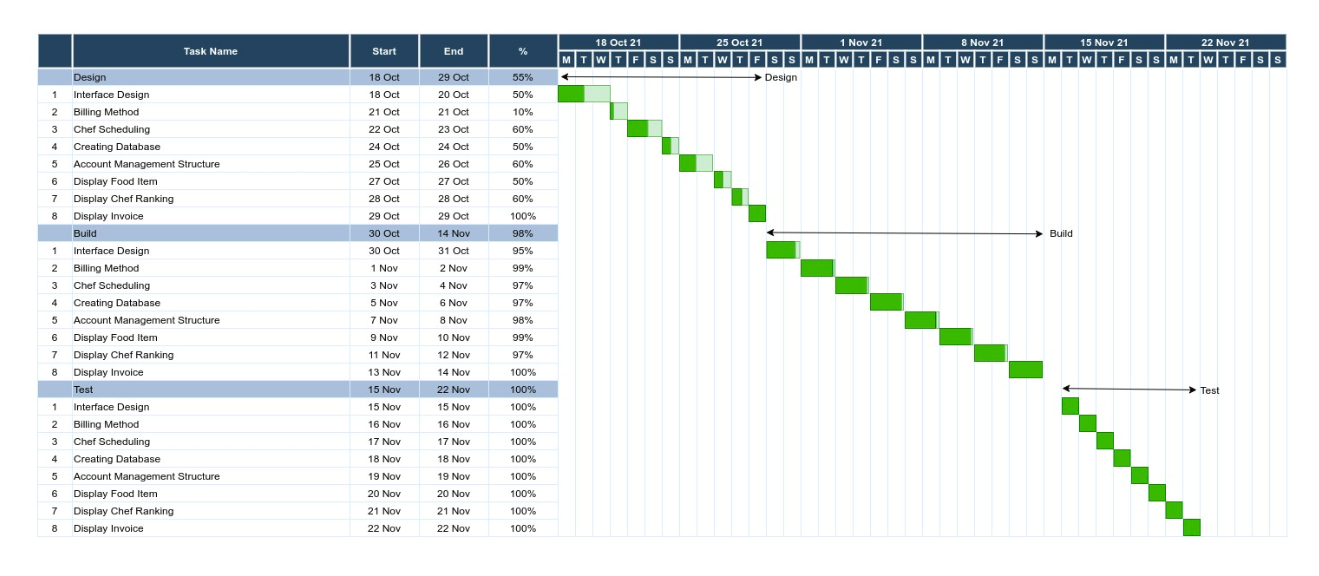 Task Name Start End % 18 Oct 21 25 Oct 21 1 Nov 21 8 Nov 21 15 Nov 21 22 Nov 21
M T W T F S S M T W T F S S M T W T F S S M T W T F S S M T W T F S S M T W T F S S
Design 18 Oct 29 Oct 55% Design
1 Interface Design 18 Oct 20 Oct 50%
2 Billing Method 21 Oct 21 Oct 10%
3 Chef Scheduling 22 Oct 23 Oct 60%
4 Creating Database 24 Oct 24 Oct 50%
5 Account Management Structure 25 Oct 26 Oct 60%
6 Display Food Item 27 Oct 27 Oct 50%
7 Display Chef Ranking 28 Oct 28 Oct 60%
8 Display Invoice 29 Oct 29 Oct 100%
Build 30 Oct 14 Nov 98% Build
1 Interface Design 30 Oct 31 Oct 95%
2 Billing Method 1 Nov 2 Nov 99%
3 Chef Scheduling 3 Nov 4 Nov 97%
4 Creating Database 5 Nov 6 Nov 97%
5 Account Management Structure 7 Nov 8 Nov 98%
6 Display Food Item 9 Nov 10 Nov 99%
7 Display Chef Ranking 11 Nov 12 Nov 97%
8 Display Invoice 13 Nov 14 Nov 100%
Test 15 Nov 22 Nov 100% Test
1 Interface Design 15 Nov 15 Nov 100%
2 Billing Method 16 Nov 16 Nov 100%
3 Chef Scheduling 17 Nov 17 Nov 100%
4 Creating Database 18 Nov 18 Nov 100%
5 Account Management Structure 19 Nov 19 Nov 100%
6 Display Food Item 20 Nov 20 Nov 100%
7 Display Chef Ranking 21 Nov 21 Nov 100%
8 Display Invoice 22 Nov 22 Nov 100%